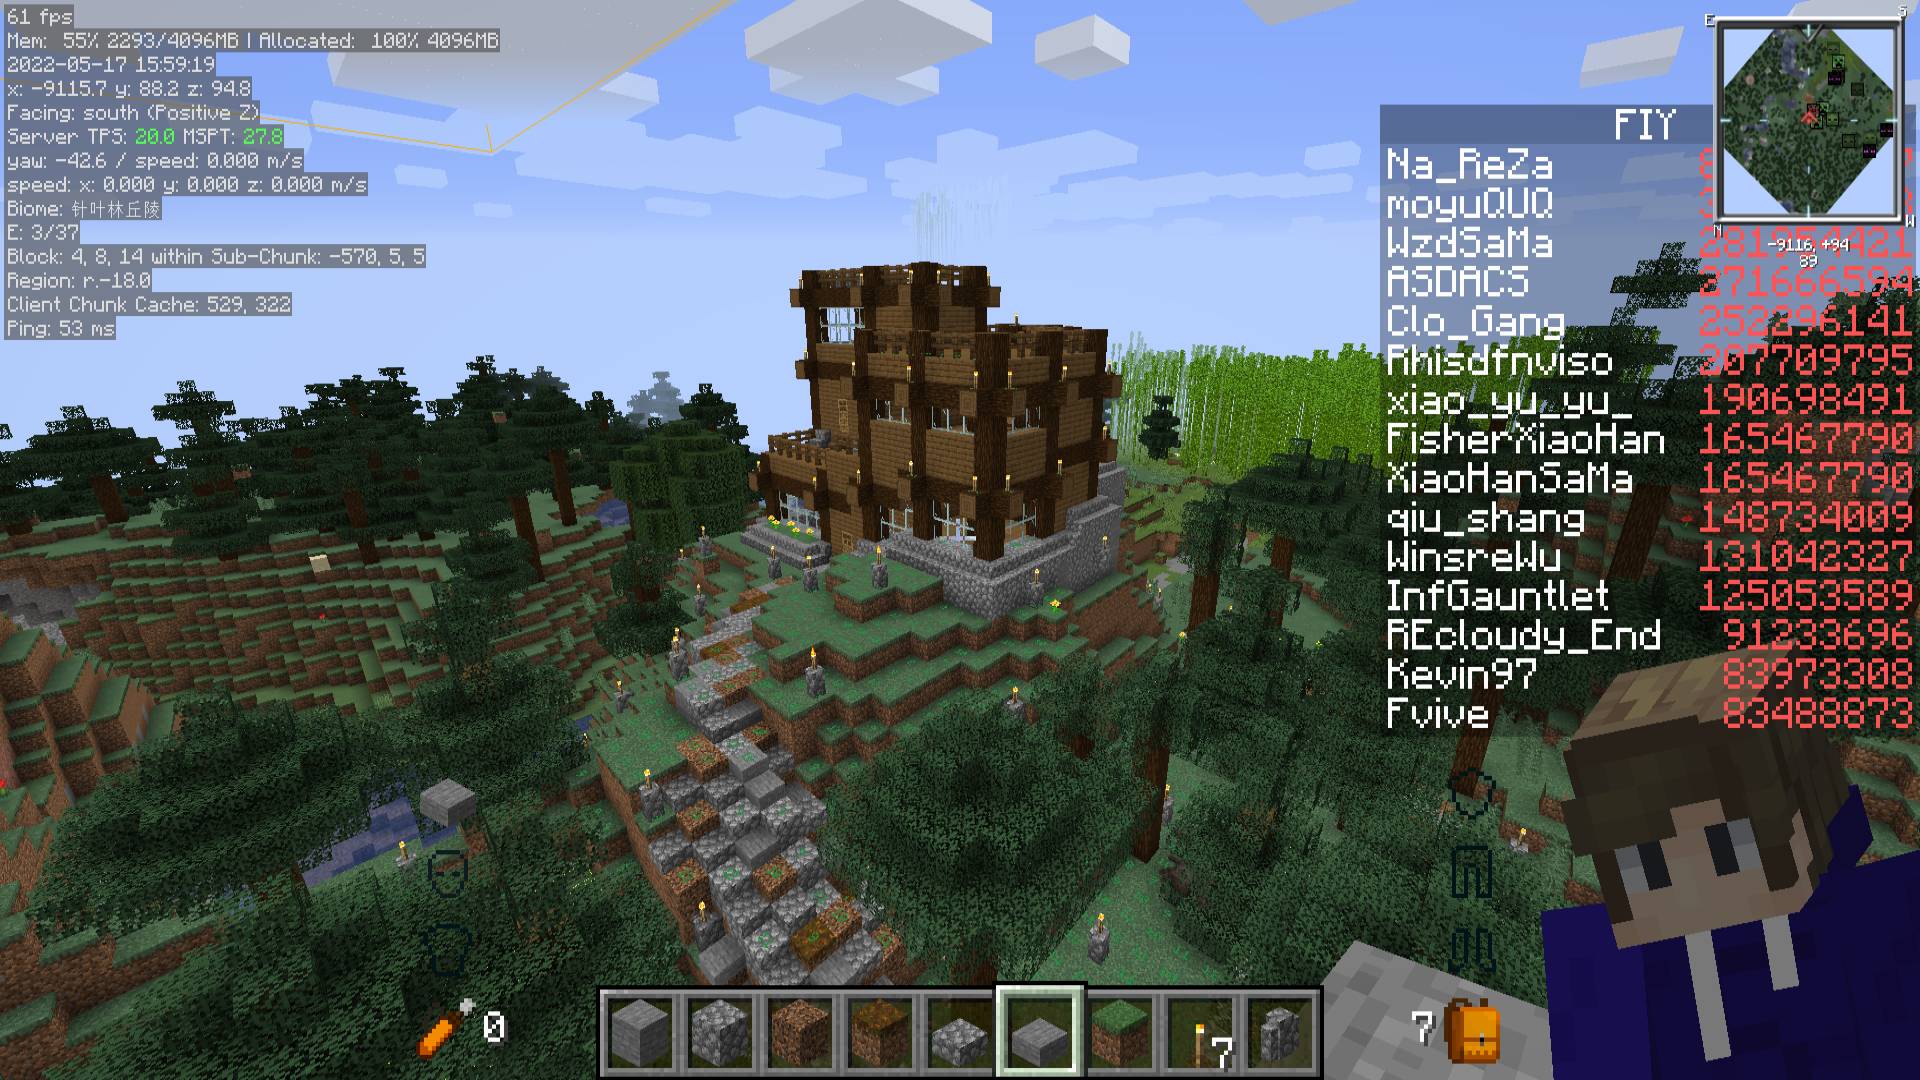 61 fps
Mem: 55% 2293/4096MB | Allocated: 100% 4096MB
2022-05-17 15:59:19
x: -9115.7 y: 88.2 z: 94.8
Facing: south (Positive Z)
Server TPS: 20.0 MSPT: 27.8
yaw: -42.6 / speed: 0.000 m/s
speed: x: 0.000 y: 0.000 z: 0.000 m/s
Biome: 针叶林丘陵
E: 3/37
Block: 4, 8, 14 within Sub-Chunk: -570, 5, 5
Region: r.-18.0
Client Chunk Cache: 529, 322
Ping: 53 ms
E
S
N
W
-9116, +94
89
FIY
Na_ReZa
moyuQUQ
WzdSaMa 281954421
ASDACS 271666594
Clo_Gang 252296141
Rhisdfnviso 207709795
xiao_yu_yu_ 190698491
FisherXiaoHan 165467790
XiaoHanSaMa 165467790
qiu_shang 148734009
WinsreWu 131042327
InfGauntlet 125053589
REcloudy_End 91233696
Kevin97 83973308
Fvive 83488873
0
7
?